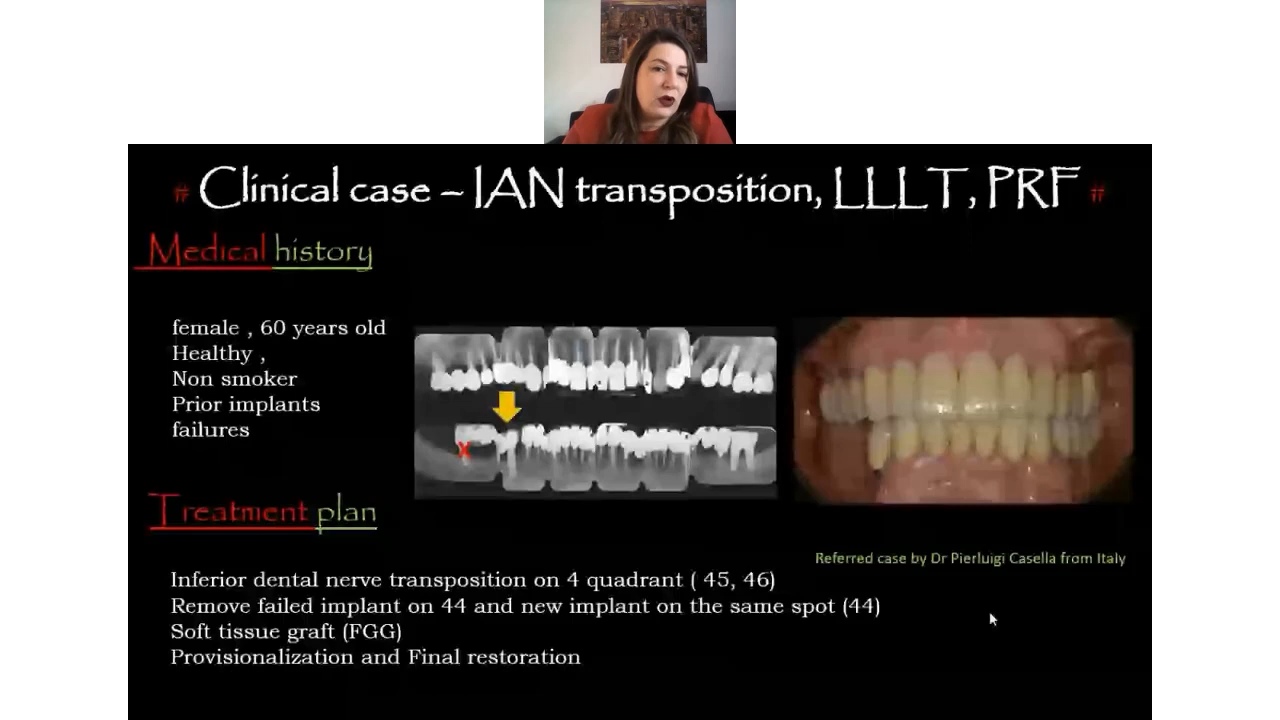 # Clinical case – IAN transposition, LLLT, PRF #
Medical history
female , 60 years old
Healthy ,
Non smoker
Prior implants
failures
X
Treatment plan
Referred case by Dr Pierluigi Casella from Italy
Inferior dental nerve transposition on 4 quadrant ( 45, 46)
Remove failed implant on 44 and new implant on the same spot (44)
Soft tissue graft (FGG)
Provisionalization and Final restoration